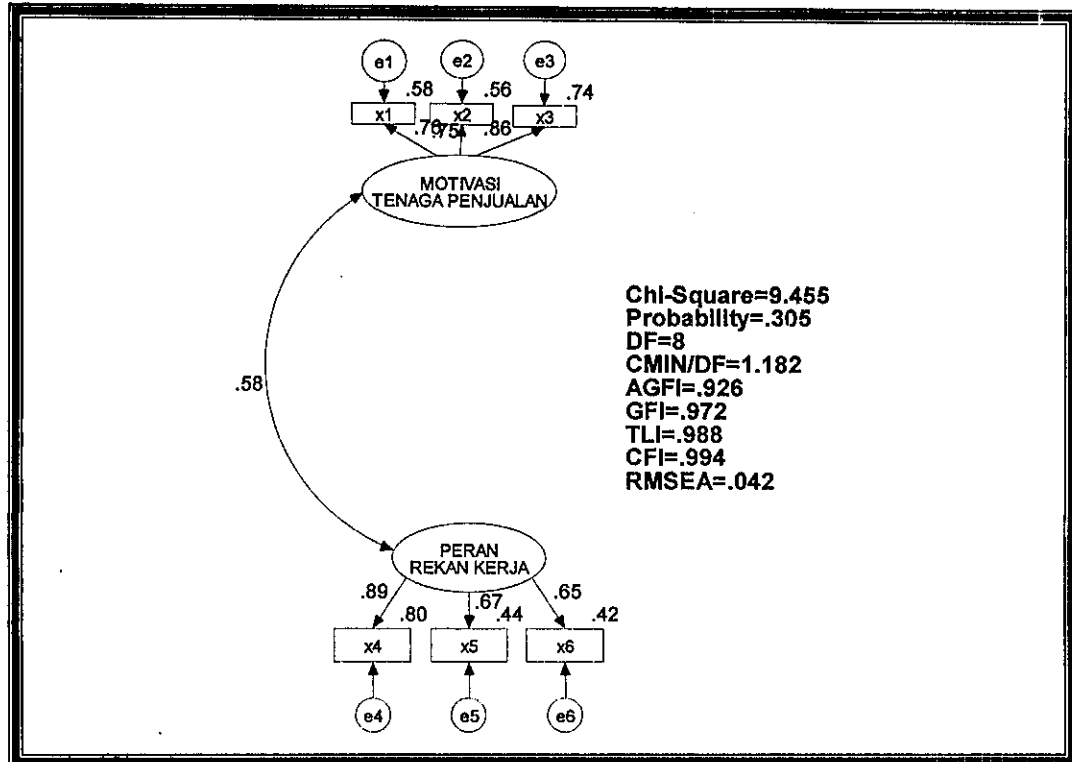 e1 e2 e3
.58 .56 .74
x1 x2 x3
.76 .75 .86
MOTIVASI
TENAGA PENJUALAN
Chi-Square=9.455
Probability=.305
DF=8
CMIN/DF=1.182
AGFI=.926
GFI=.972
TLI=.988
CFI=.994
RMSEA=.042
.58
PERAN
REKAN KERJA
.89 .67 .65
.80 .44 .42
x4 x5 x6
e4 e5 e6